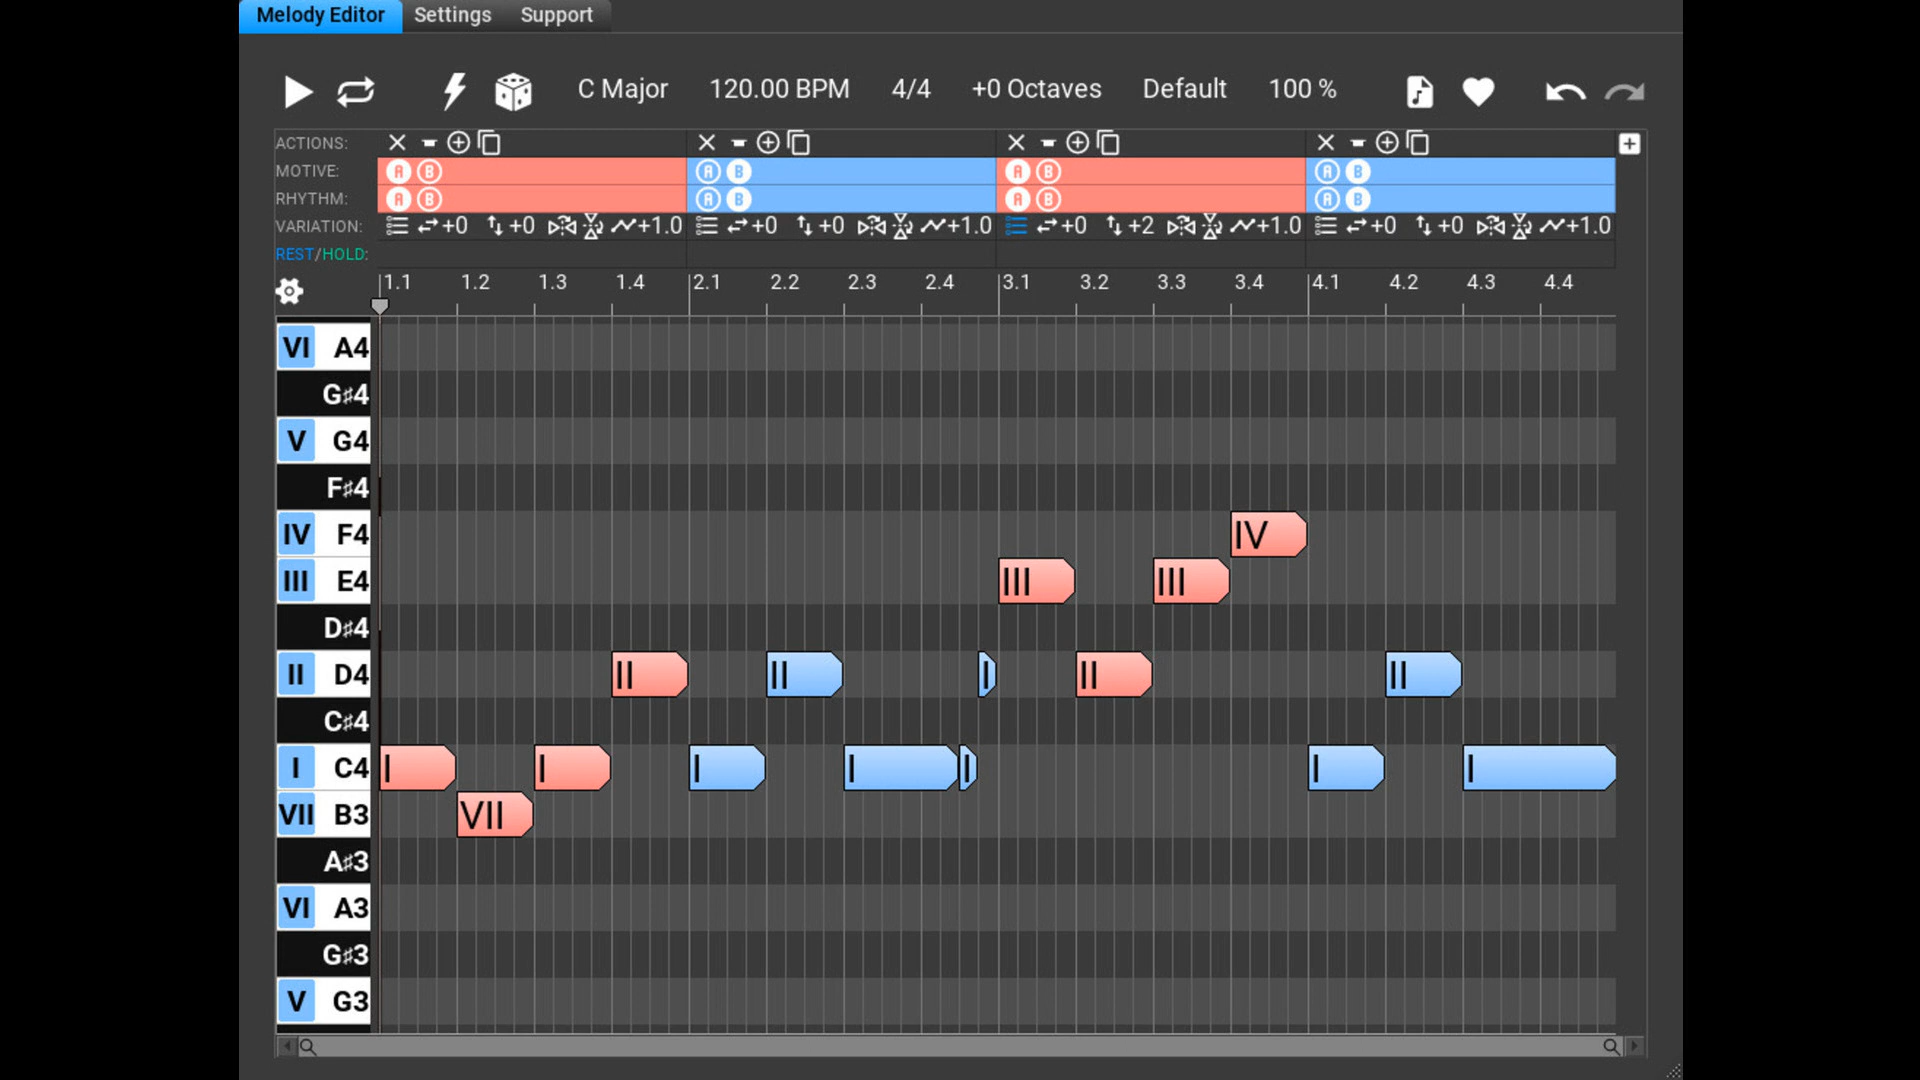 Melody Editor Settings Support
C Major 120.00 BPM 4/4 +0 Octaves Default 100 %
ACTIONS:
MOTIVE: A B A B A B A B
RHYTHM: A B A B A B A B
VARIATION: +0 +0 +1.0 +0 +0 +1.0 +0 +2 +1.0 +0 +0 +1.0
REST/HOLD:
1.1 1.2 1.3 1.4 2.1 2.2 2.3 2.4 3.1 3.2 3.3 3.4 4.1 4.2 4.3 4.4
VI A4
G♯4
V G4
F♯4
IV F4 IV
III E4 III III
D♯4
II D4 II II I II II
C♯4
I C4 I I I I I I I
VII B3 VII
A♯3
VI A3
G♯3
V G3